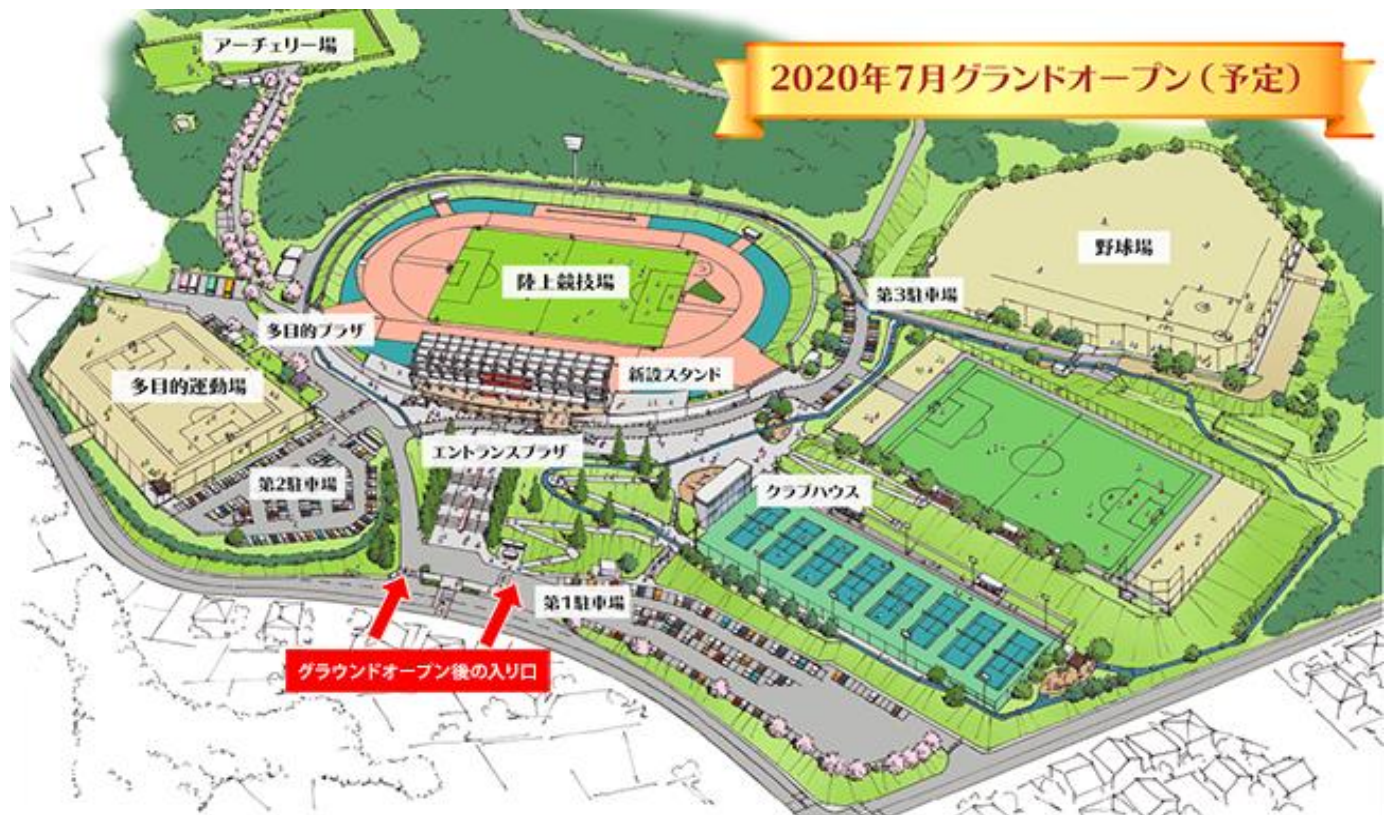 アーチェリー場
2020年7月グランドオープン(予定)
野球場
陸上競技場
第3駐車場
多目的プラザ
新設スタンド
多目的運動場
エントランスプラザ
第2駐車場
クラブハウス
第1駐車場
グラウンドオープン後の入り口